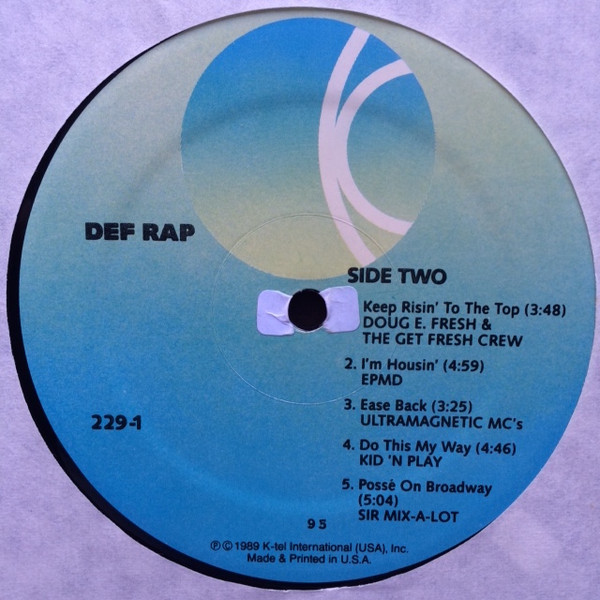 DEF RAP
SIDE TWO
Keep Risin' To The Top (3:48)
DOUG E. FRESH &
THE GET FRESH CREW
2. I'm Housin' (4:59)
EPMD
3. Ease Back (3:25)
ULTRAMAGNETIC MC's
4. Do This My Way (4:46)
KID 'N PLAY
5. Possé On Broadway
(5:04)
SIR MIX-A-LOT
229-1
95
℗ © 1989 K-tel International (USA), Inc.
Made & Printed in U.S.A.